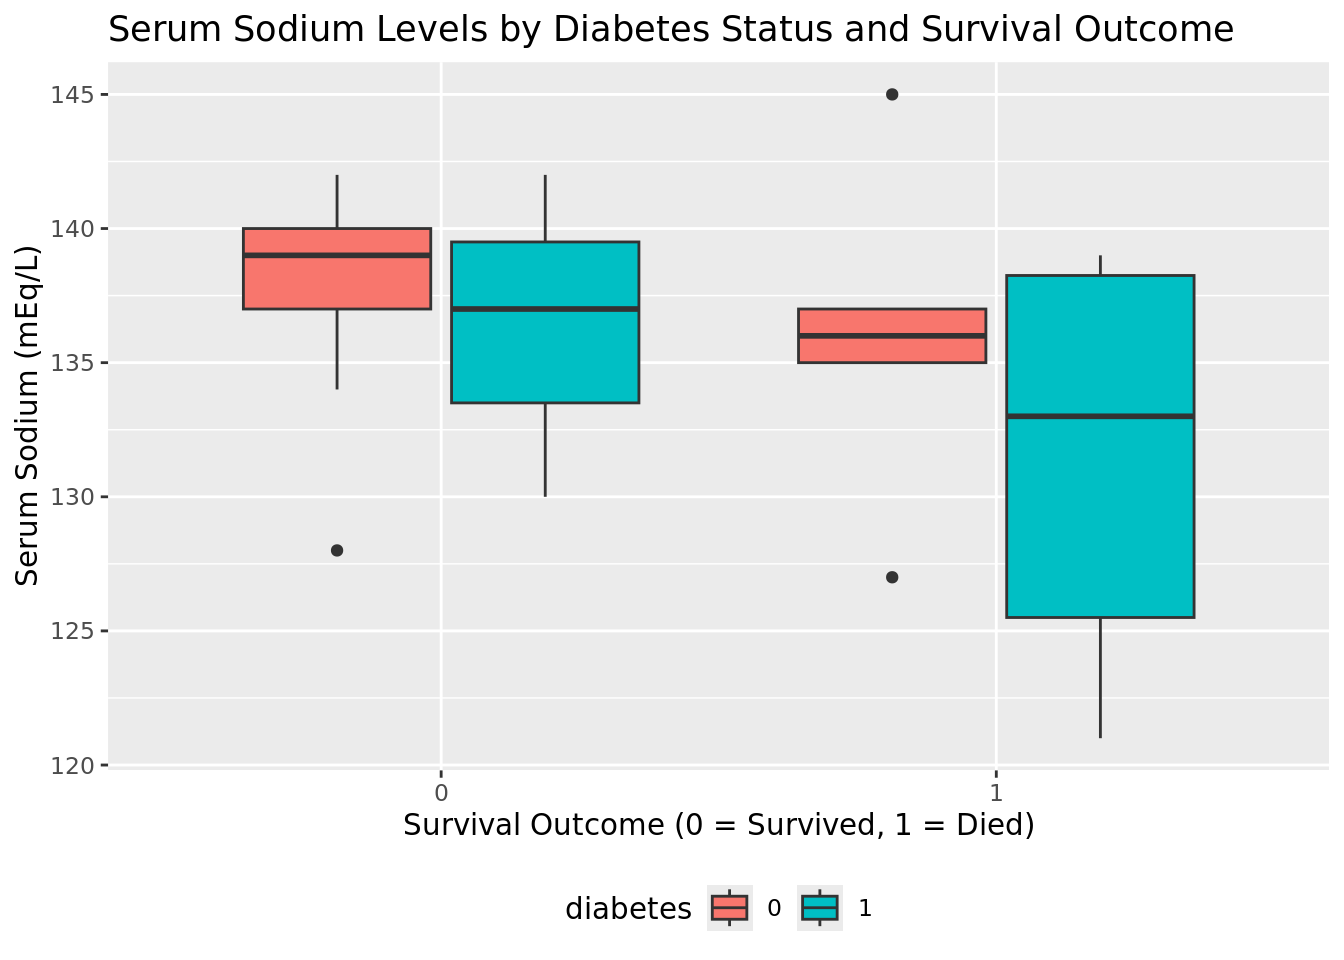 Serum Sodium Levels by Diabetes Status and Survival Outcome
Serum Sodium (mEq/L)
145
140
135
130
125
120
0 1
Survival Outcome (0 = Survived, 1 = Died)
diabetes 0 1